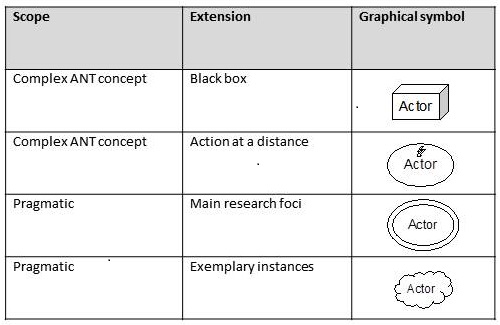 Scope Extension Graphical symbol
Complex ANT concept Black box Actor
Complex ANT concept Action at a distance Actor
Pragmatic Main research foci Actor
Pragmatic Exemplary instances Actor